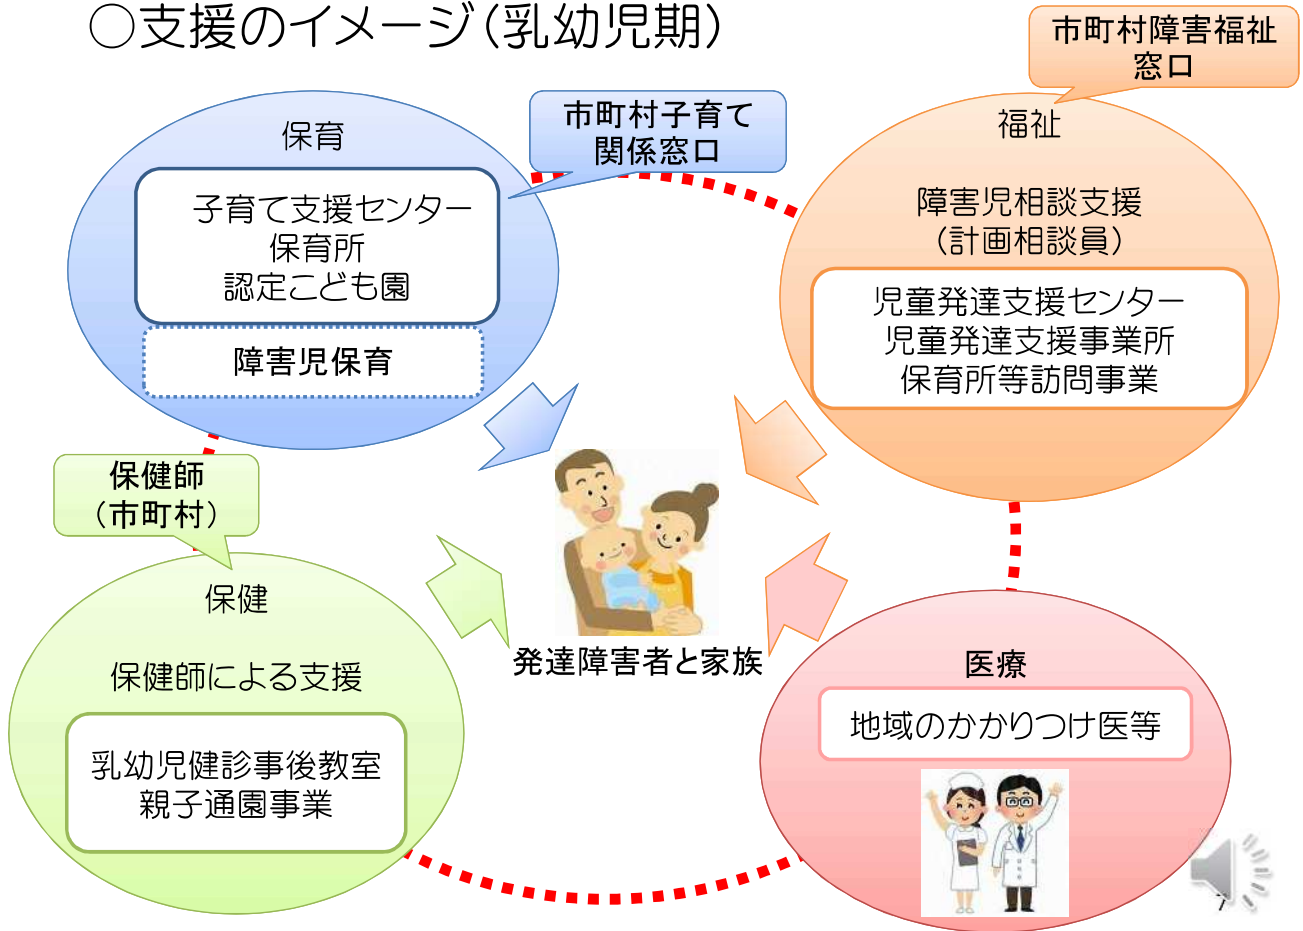 ○支援のイメージ(乳幼児期)
市町村障害福祉
窓口
市町村子育て
関係窓口
保育
子育て支援センター
保育所
認定こども園
障害児保育
福祉
障害児相談支援
(計画相談員)
児童発達支援センター
児童発達支援事業所
保育所等訪問事業
保健師
(市町村)
保健
保健師による支援
乳幼児健診事後教室
親子通園事業
発達障害者と家族
医療
地域のかかりつけ医等
7